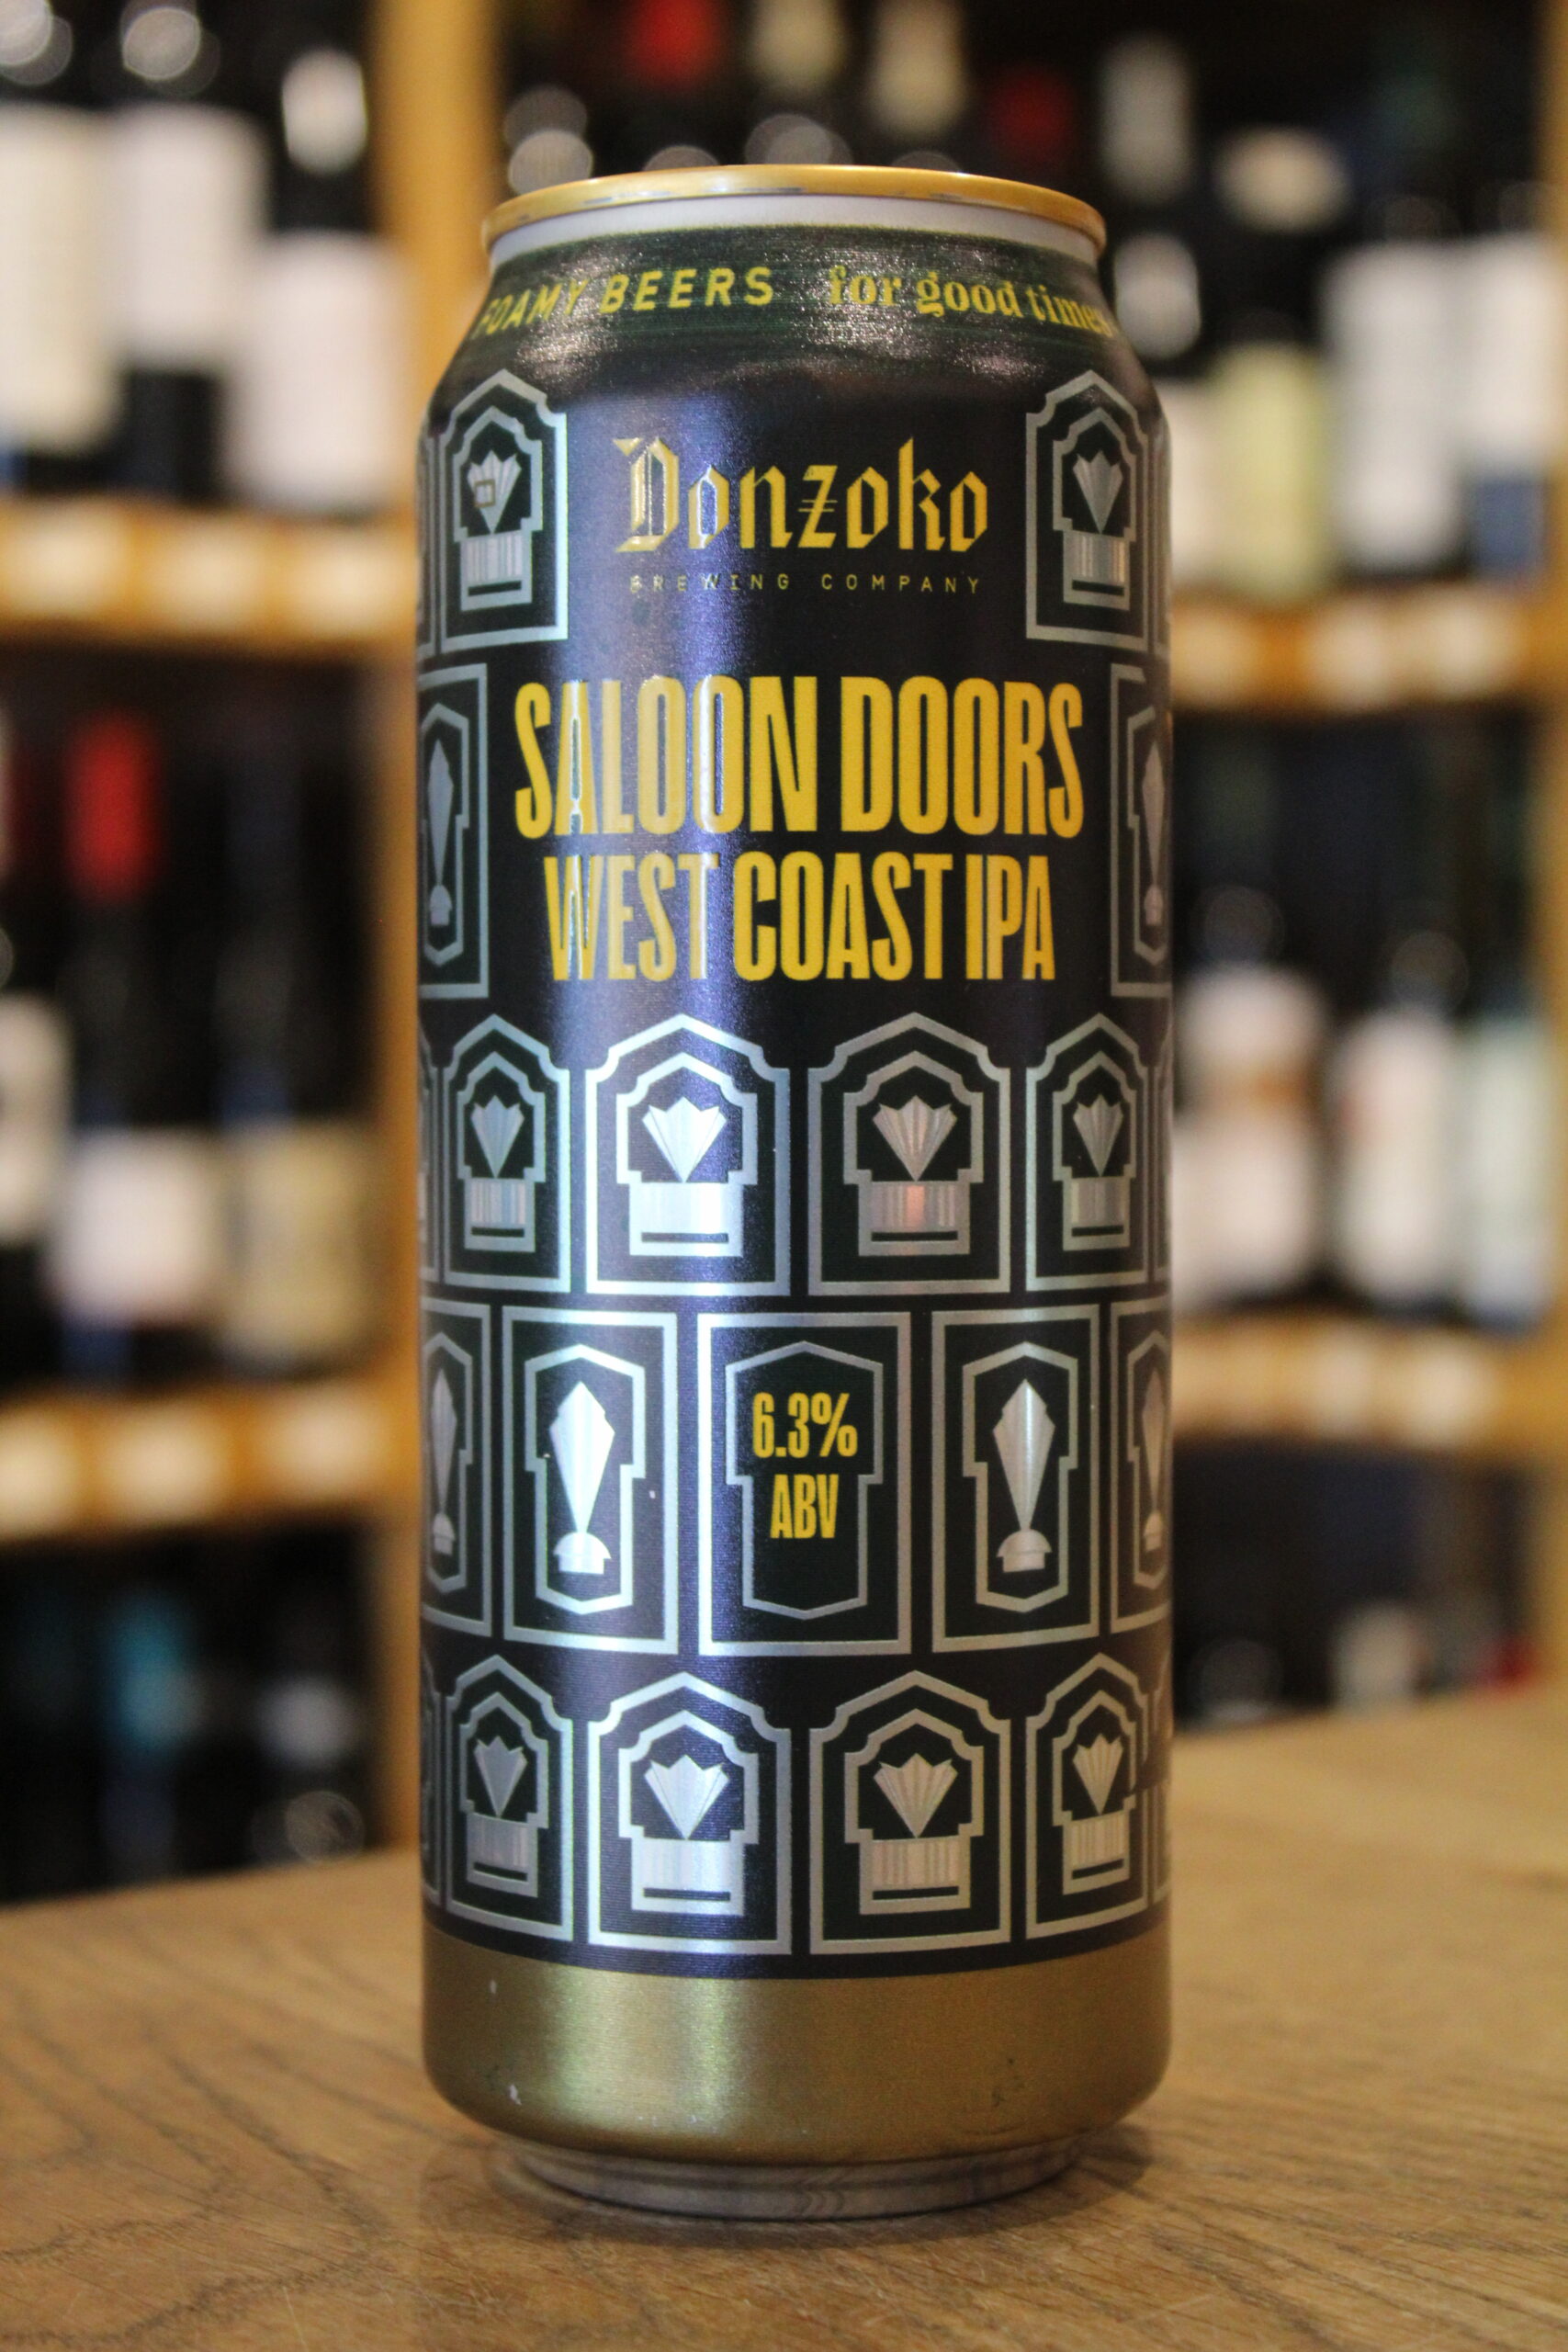 FOAMY BEERS for good times
Donzoko
BREWING COMPANY
SALOON DOORS
WEST COAST IPA
6.3%
ABV